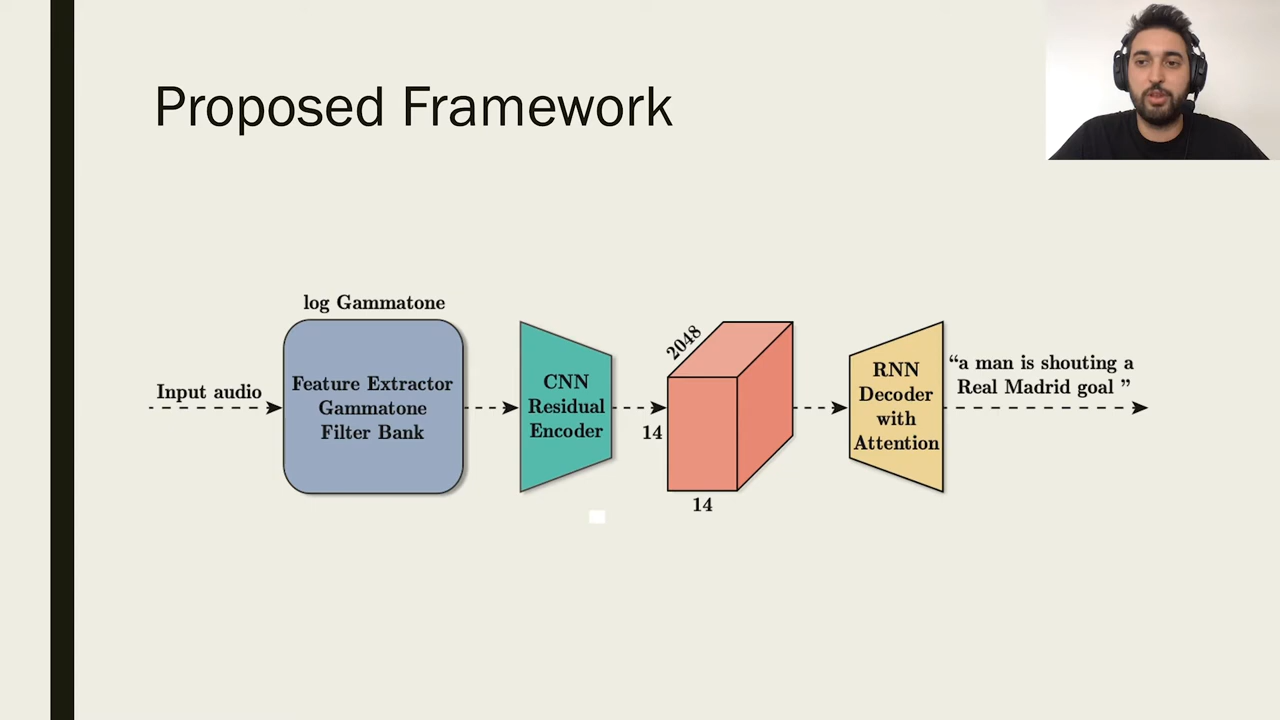 Proposed Framework
log Gammatone
Input audio
Feature Extractor
Gammatone
Filter Bank
CNN
Residual
Encoder
2048
14
14
RNN
Decoder
with
Attention
“a man is shouting a
Real Madrid goal ”